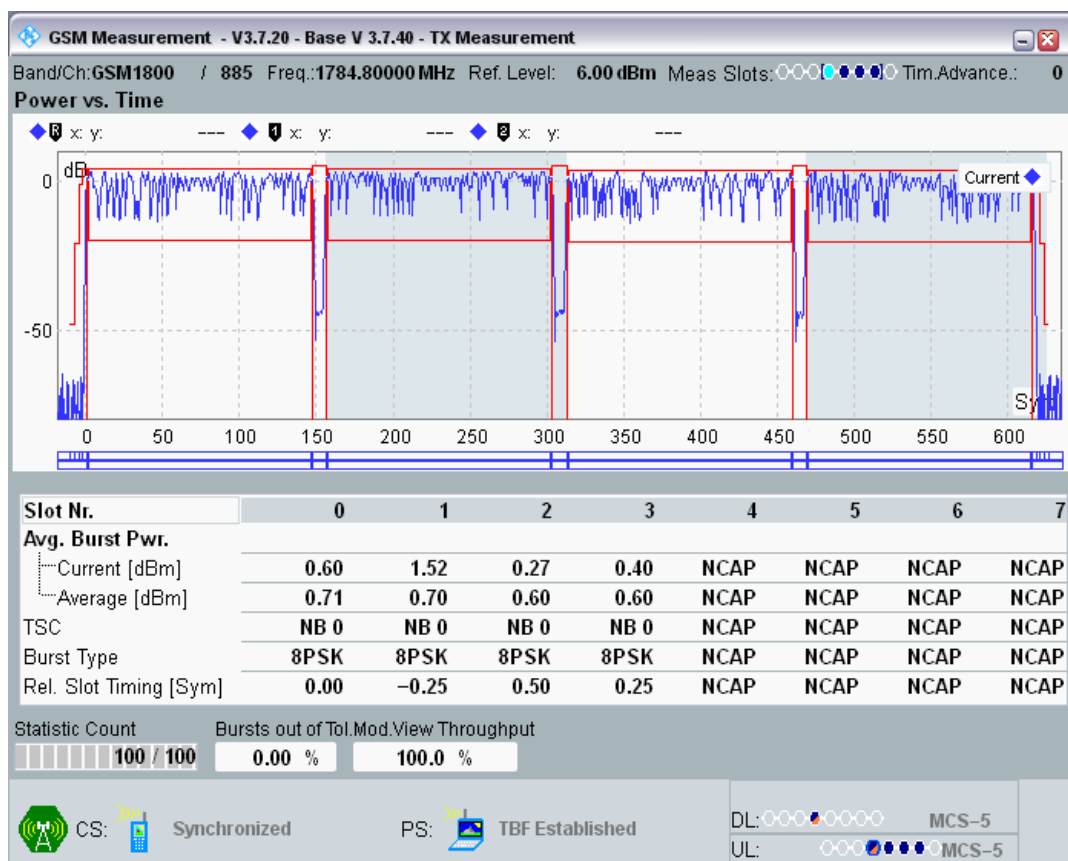 GSM Measurement - V3.7.20 - Base V 3.7.40 - TX Measurement
Band/Ch:GSM1800 / 885 Freq.:1784.80000 MHz Ref. Level: 6.00 dBm Meas Slots: Tim.Advance.: 0
Power vs. Time
R x: y: --- 1 x: y: --- 2 x: y: ---
dB
0
Current
-50
0 50 100 150 200 250 300 350 400 450 500 550 600
Slot Nr. 0 1 2 3 4 5 6 7
Avg. Burst Pwr.
Current [dBm] 0.60 1.52 0.27 0.40 NCAP NCAP NCAP NCAP
Average [dBm] 0.71 0.70 0.60 0.60 NCAP NCAP NCAP NCAP
TSC NB 0 NB 0 NB 0 NB 0 NCAP NCAP NCAP NCAP
Burst Type 8PSK 8PSK 8PSK 8PSK NCAP NCAP NCAP NCAP
Rel. Slot Timing [Sym] 0.00 −0.25 0.50 0.25 NCAP NCAP NCAP NCAP
Statistic Count Bursts out of Tol. Mod.View Throughput
100 / 100 0.00 % 100.0 %
CS: Synchronized PS: TBF Established
DL: MCS−5
UL: MCS−5